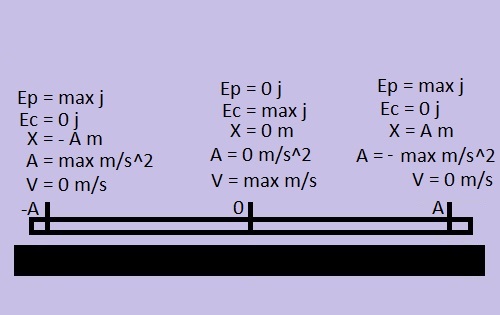 Ep = max j
Ec = 0 j
X = - A m
A = max m/s^2
V = 0 m/s
-A
Ep = 0 j
Ec = max j
X = 0 m
A = 0 m/s^2
V = max m/s
0
Ep = max j
Ec = 0 j
X = A m
A = - max m/s^2
V = 0 m/s
A